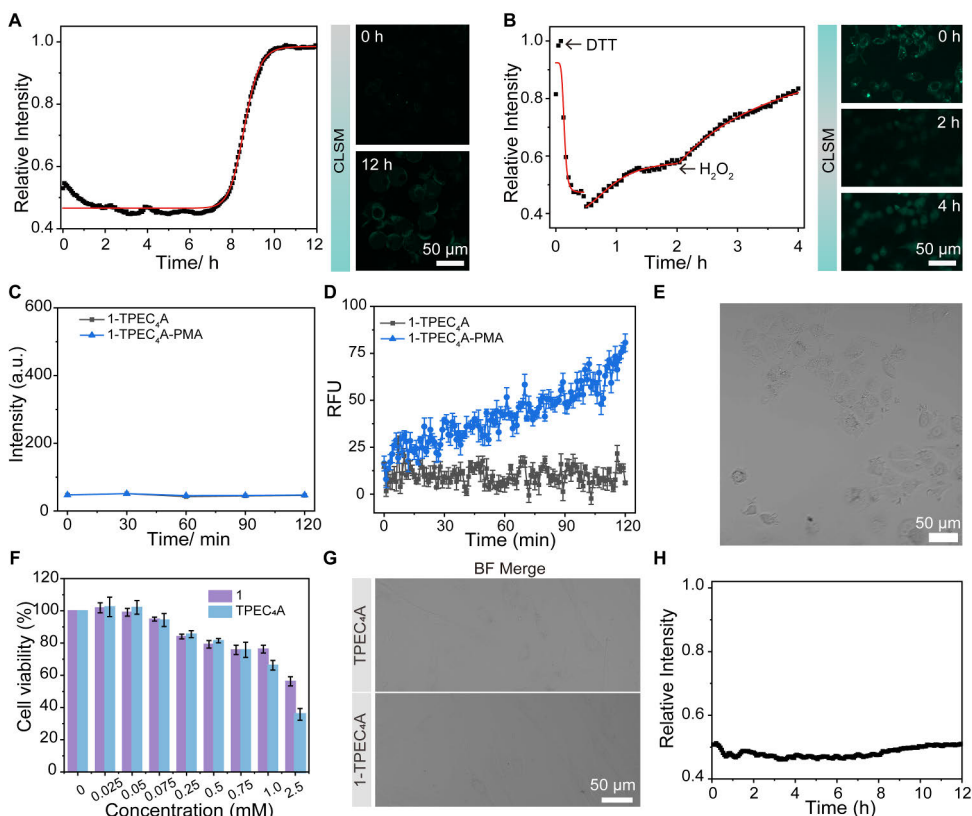 A
Relative Intensity
1.0
0.8
0.6
0.4
0 2 4 6 8 10 12
Time/ h
CLSM
0 h
12 h
50 µm
B
Relative Intensity
1.0
0.8
0.6
0.4
DTT
H₂O₂
0 1 2 3 4
Time/ h
CLSM
0 h
2 h
4 h
50 µm
C
Intensity (a.u.)
600
400
200
0
1-TPEC₄A
1-TPEC₄A-PMA
0 30 60 90 120
Time/ min
D
RFU
100
75
50
25
0
1-TPEC₄A
1-TPEC₄A-PMA
0 30 60 90 120
Time (min)
E
50 µm
F
Cell viability (%)
120
100
80
60
40
20
0
1
TPEC₄A
0 0.025 0.05 0.075 0.25 0.5 0.75 1.0 2.5
Concentration (mM)
G
BF Merge
TPEC₄A
1-TPEC₄A
50 µm
H
Relative Intensity
1.0
0.8
0.6
0.4
0 2 4 6 8 10 12
Time (h)